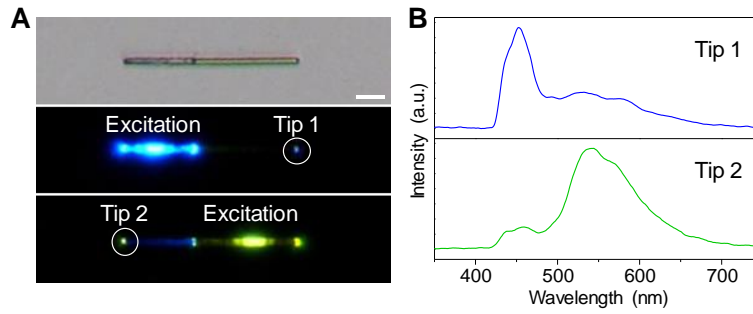 A
Excitation
Tip 1
Tip 2
Excitation
B
Tip 1
Tip 2
Intensity (a.u.)
400
500
600
700
Wavelength (nm)